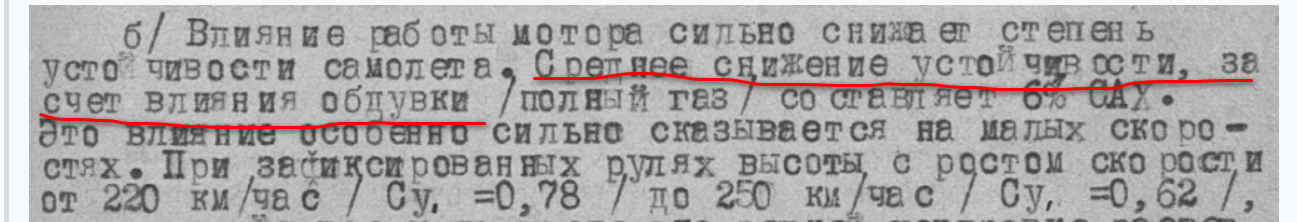 б/ Влияние работы мотора сильно снижает степень
устойчивости самолета. Среднее снижение устойчивости, за
счет влияния обдувки /полный газ/ составляет 6% САХ.
Это влияние особенно сильно сказывается на малых скоро-
стях. При зафиксированных рулях высоты с ростом скорости
от 220 км/час / Су, =0,78 / до 250 км/час / Су, =0,62 /,